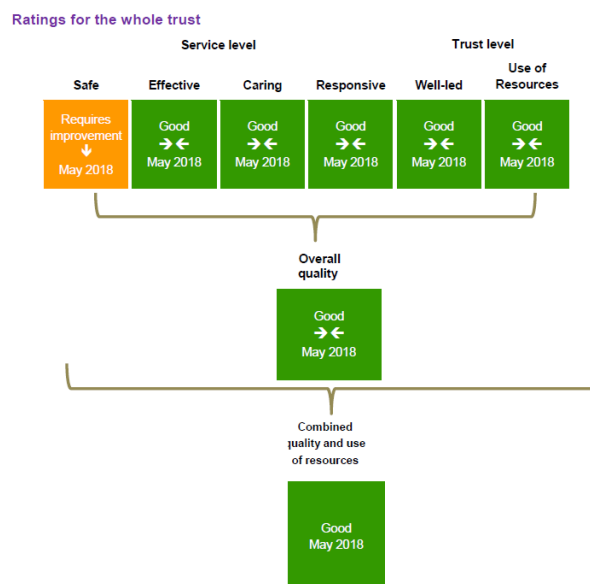 Ratings for the whole trust
Service level
Trust level
Safe
Effective
Caring
Responsive
Well-led
Use of
Resources
Requires
improvement
↓
May 2018
Good
→←
May 2018
Good
→←
May 2018
Good
→←
May 2018
Good
→←
May 2018
Good
→←
May 2018
Overall
quality
Good
→←
May 2018
Combined
quality and use
of resources
Good
May 2018